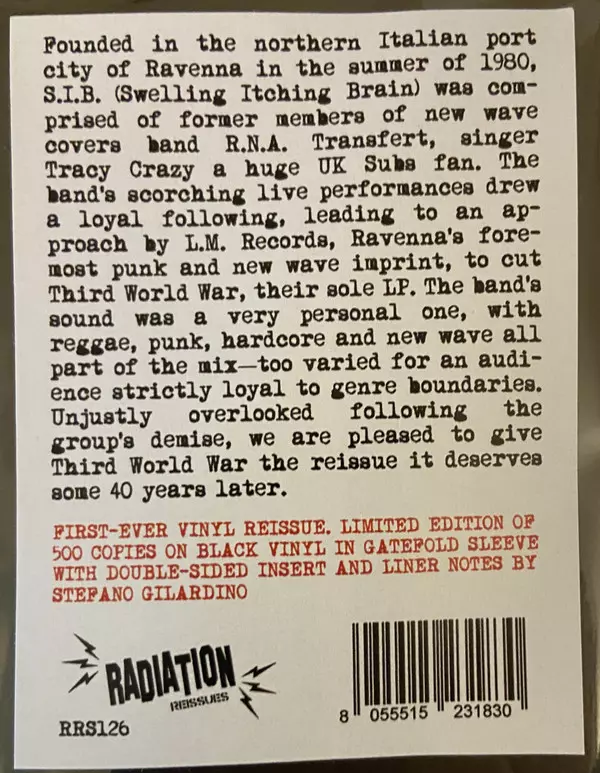 Founded in the northern Italian port
city of Ravenna in the summer of 1980,
S.I.B. (Swelling Itching Brain) was com-
prised of former members of new wave
covers band R.N.A. Transfert, singer
Tracy Crazy a huge UK Subs fan. The
band's scorching live performances drew
a loyal following, leading to an ap-
proach by L.M. Records, Ravenna's fore-
most punk and new wave imprint, to cut
Third World War, their sole LP. The band's
sound was a very personal one, with
reggae, punk, hardcore and new wave all
part of the mix—too varied for an audi-
ence strictly loyal to genre boundaries.
Unjustly overlooked following the
group's demise, we are pleased to give
Third World War the reissue it deserves
some 40 years later.
FIRST-EVER VINYL REISSUE. LIMITED EDITION OF
500 COPIES ON BLACK VINYL IN GATEFOLD SLEEVE
WITH DOUBLE-SIDED INSERT AND LINER NOTES BY
STEFANO GILARDINO
RADIATION
REISSUES
RRS126
8 055515 231830